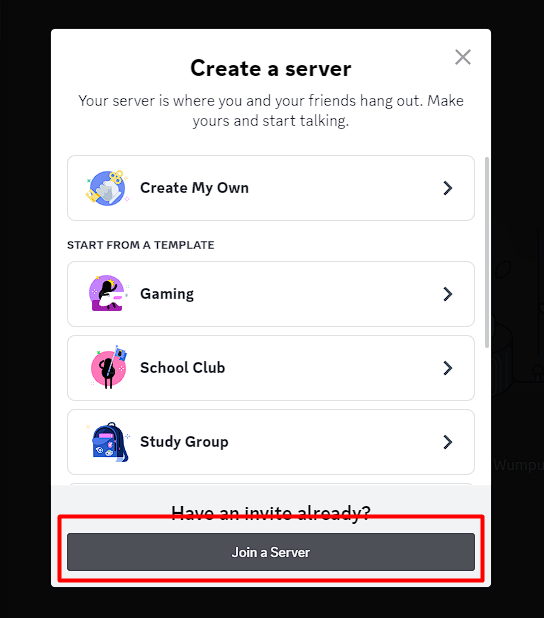 Create a server
Your server is where you and your friends hang out. Make
yours and start talking.
Create My Own
START FROM A TEMPLATE
Gaming
School Club
Study Group
Wumpu
Have an invite already?
Join a Server